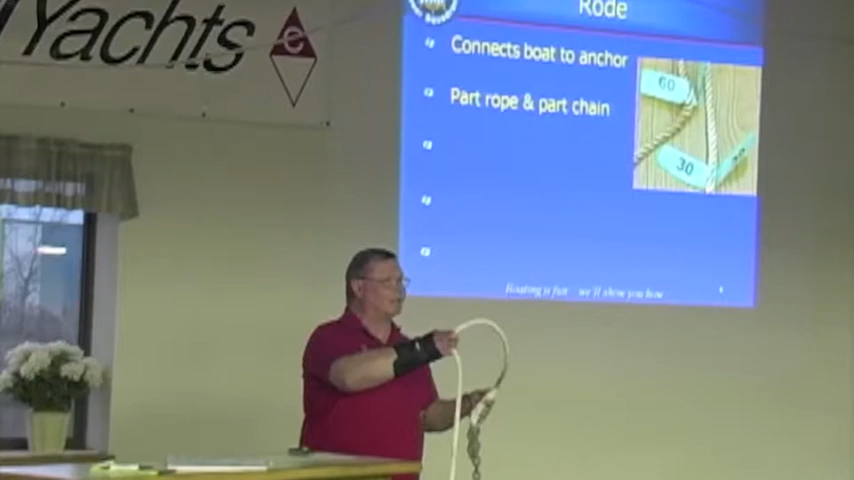 Yachts
e
Rode
Connects boat to anchor
Part rope & part chain
60
30
Boating is fun we'll show you how